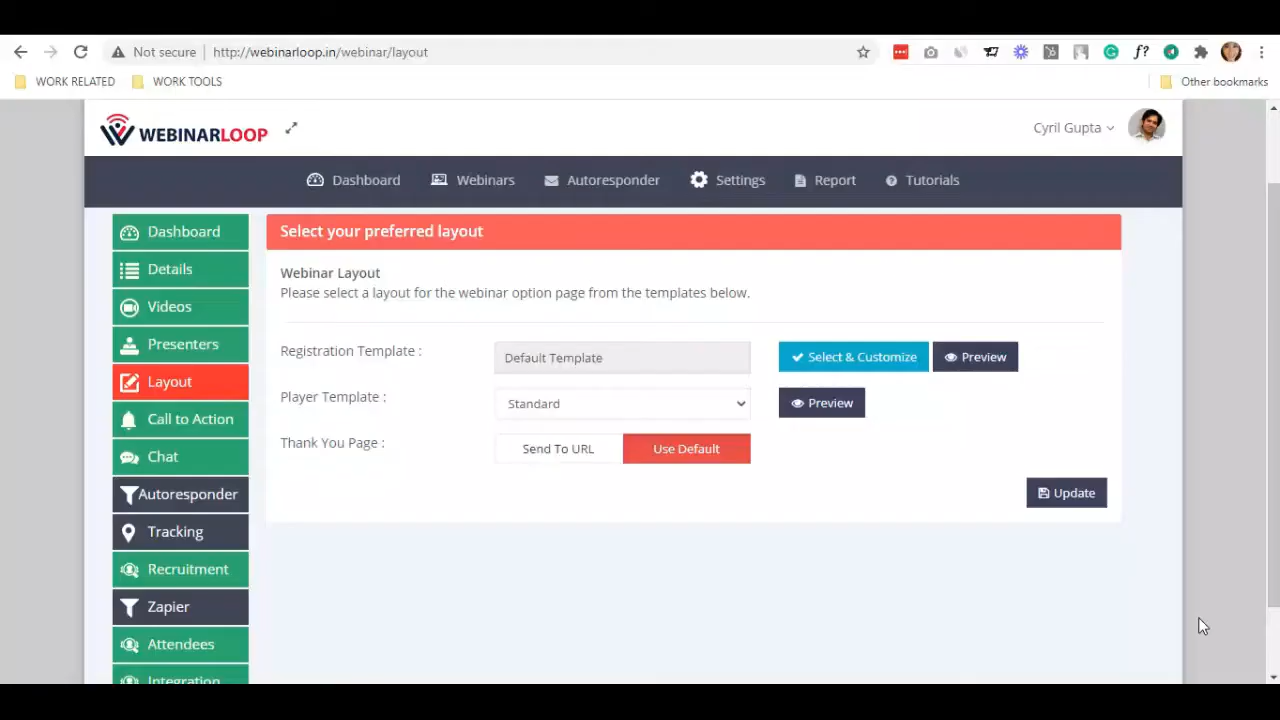 Not secure | http://webinarloop.in/webinar/layout
WORK RELATED WORK TOOLS Other bookmarks
WEBINARLOOP Cyril Gupta
Dashboard Webinars Autoresponder Settings Report Tutorials
Dashboard
Details
Videos
Presenters
Layout
Call to Action
Chat
Autoresponder
Tracking
Recruitment
Zapier
Attendees
Integration
Select your preferred layout
Webinar Layout
Please select a layout for the webinar option page from the templates below.
Registration Template : Default Template Select & Customize Preview
Player Template : Standard Preview
Thank You Page : Send To URL Use Default
Update